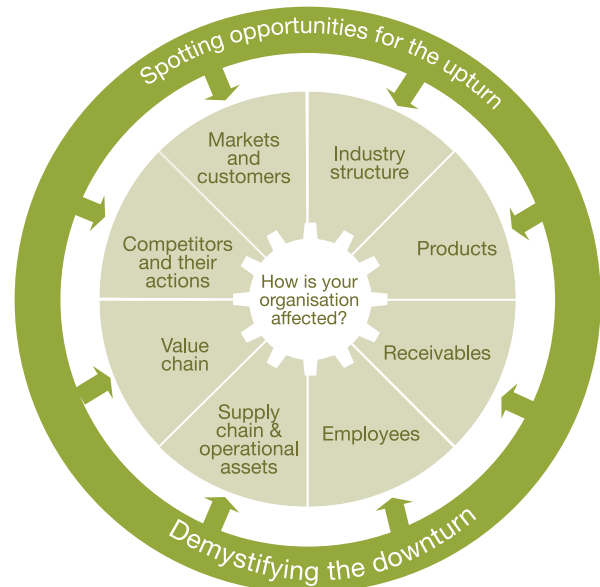 Spotting opportunities for the upturn
Markets
and
customers
Industry
structure
Competitors
and their
actions
Products
How is your
organisation
affected?
Value
chain
Receivables
Supply
chain &
operational
assets
Employees
Demystifying the downturn